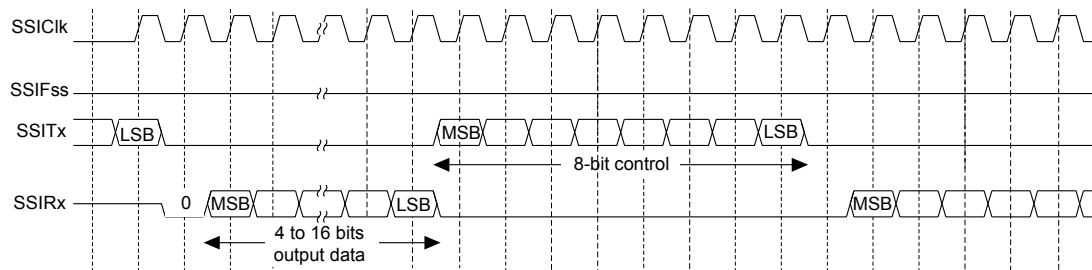 SSIClk
SSIFss
SSITx
LSB
MSB
LSB
8-bit control
SSIRx
0
MSB
LSB
MSB
4 to 16 bits
output data